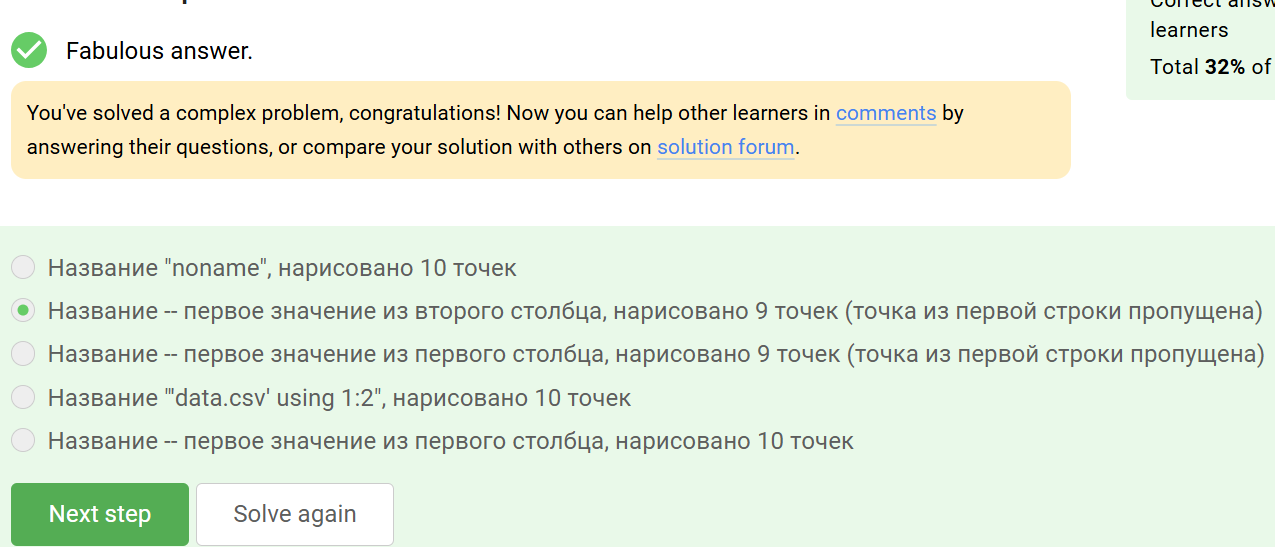 Fabulous answer.
learners
Total 32% of
You've solved a complex problem, congratulations! Now you can help other learners in comments by
answering their questions, or compare your solution with others on solution forum.
Название "noname", нарисовано 10 точек
Название -- первое значение из второго столбца, нарисовано 9 точек (точка из первой строки пропущена)
Название -- первое значение из первого столбца, нарисовано 9 точек (точка из первой строки пропущена)
Название "'data.csv' using 1:2", нарисовано 10 точек
Название -- первое значение из первого столбца, нарисовано 10 точек
Next step
Solve again